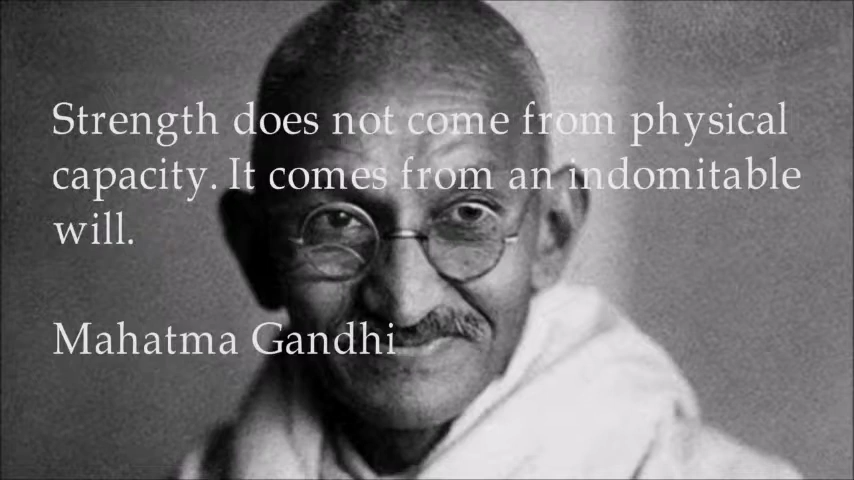 Strength does not come from physical
capacity. It comes from an indomitable
will.
Mahatma Gandhi